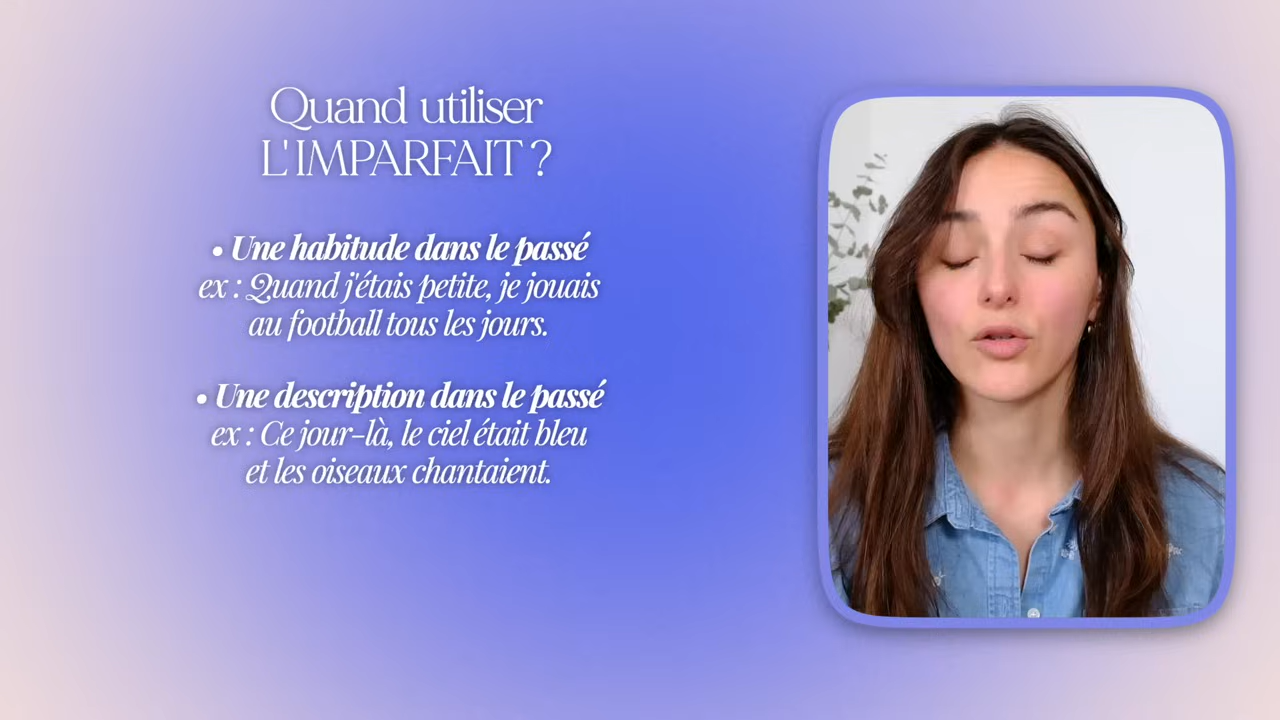 Quand utiliser
L'IMPARFAIT ?
• Une habitude dans le passé
ex : Quand j'étais petite, je jouais
au football tous les jours.
• Une description dans le passé
ex : Ce jour-là, le ciel était bleu
et les oiseaux chantaient.